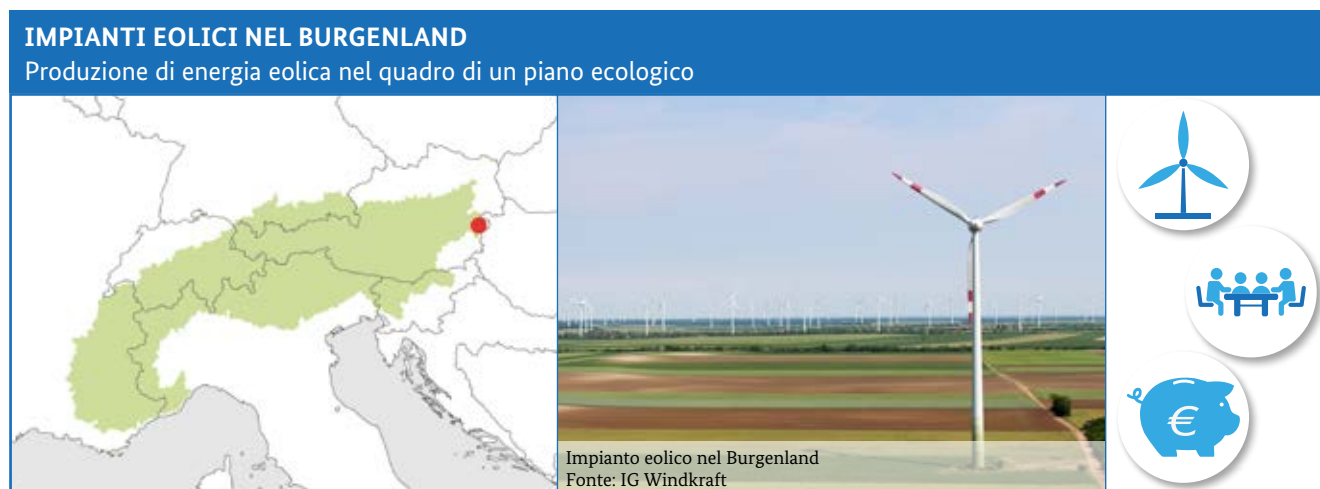 IMPIANTI EOLICI NEL BURGENLAND
Produzione di energia eolica nel quadro di un piano ecologico
Impianto eolico nel Burgenland
Fonte: IG Windkraft
€